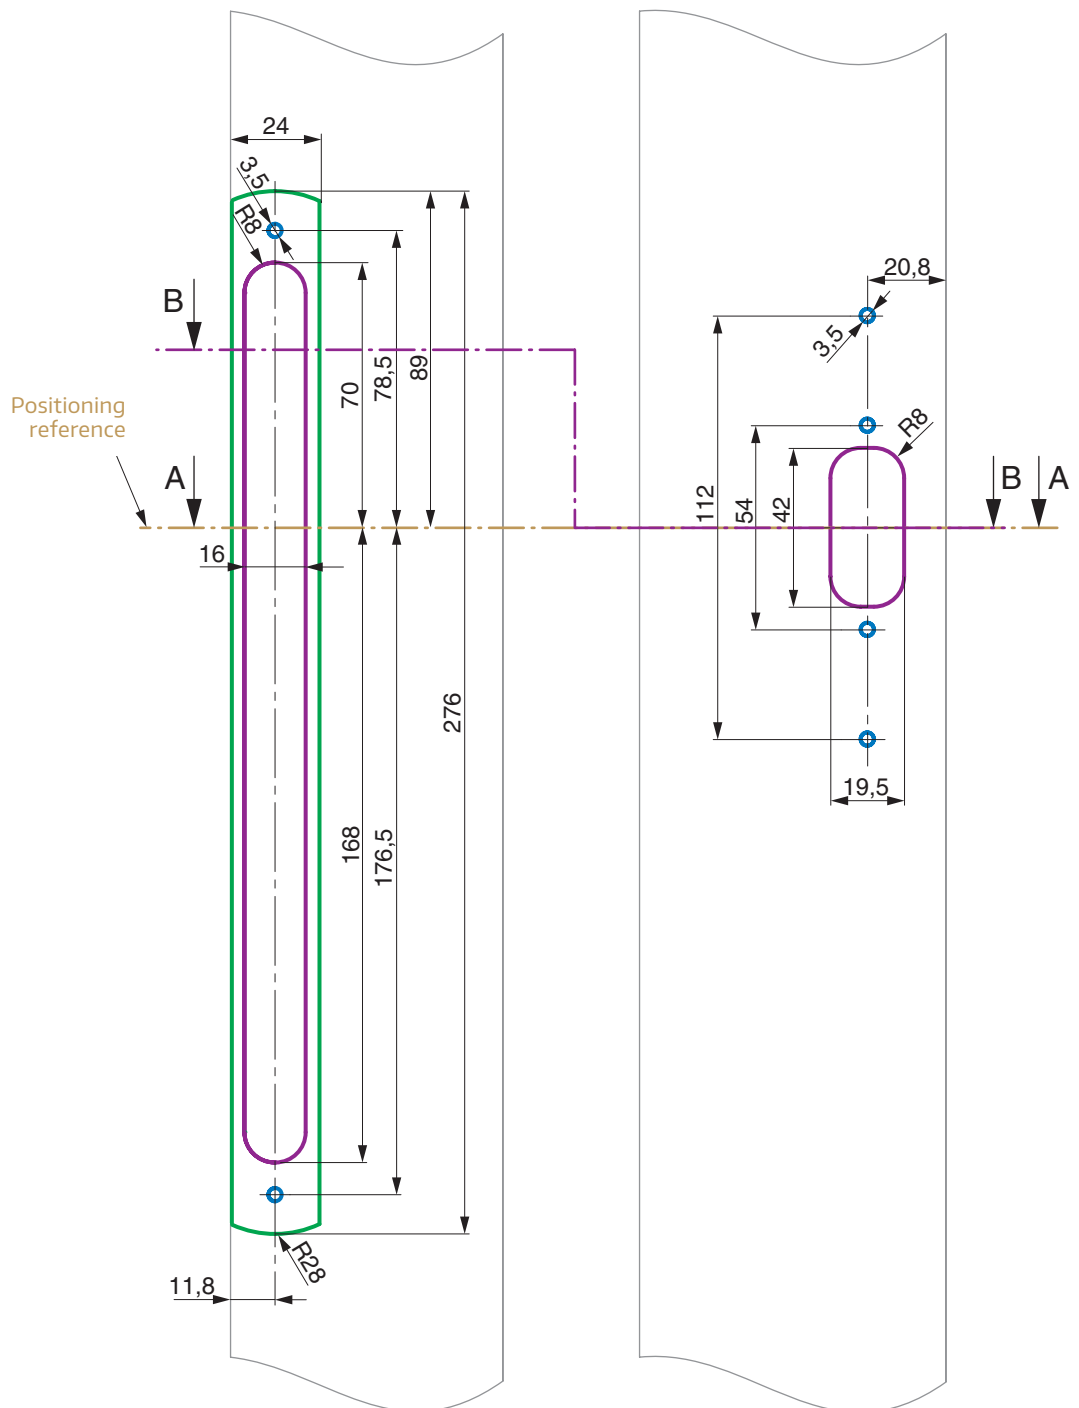 24
3,5
R8
20,8
B
3,5
70
78,5
89
Positioning
reference
R8
A
112
54
42
B
A
16
276
19,5
168
176,5
R28
11,8